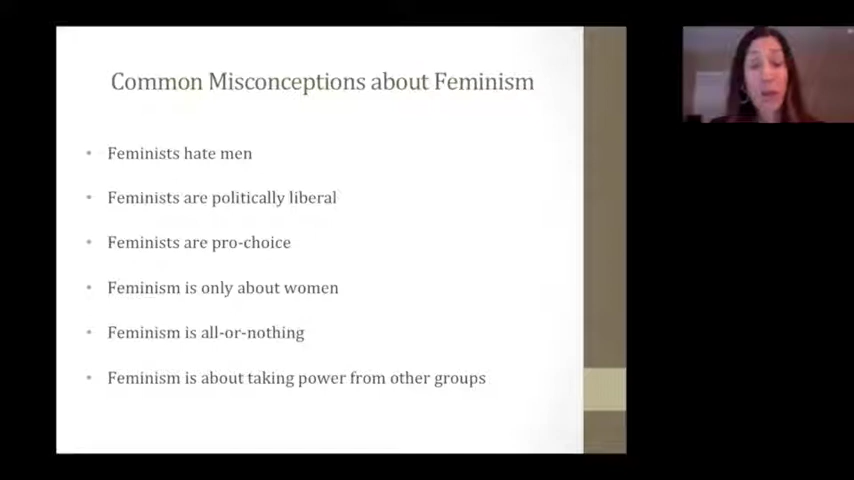 Common Misconceptions about Feminism
• Feminists hate men
• Feminists are politically liberal
• Feminists are pro-choice
• Feminism is only about women
• Feminism is all-or-nothing
• Feminism is about taking power from other groups